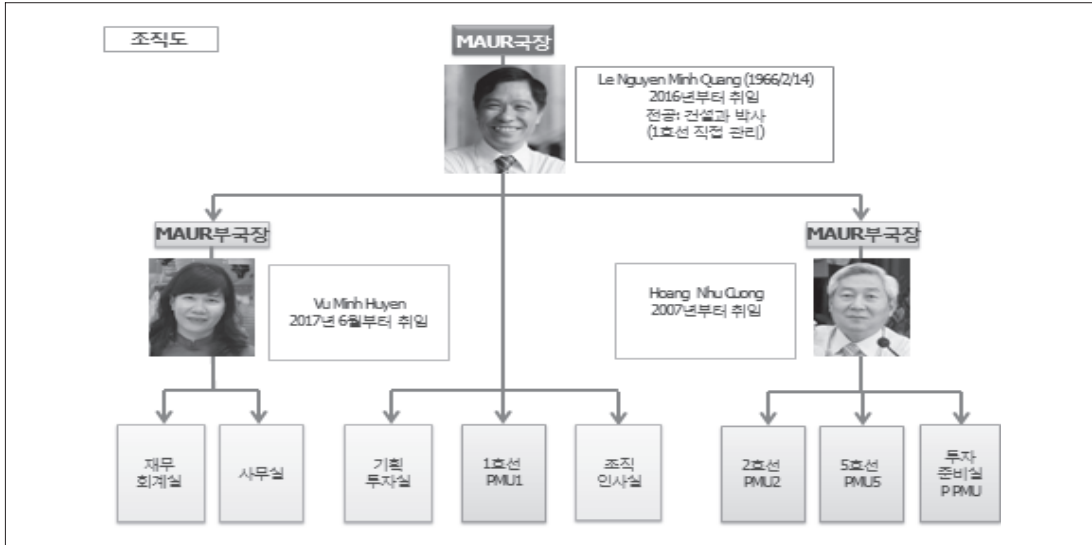 조직도
MAUR국장
Le Nguyen Minh Quang (1966/2/14)
2016년부터 취임
전공: 건설과 박사
(1호선 직접 관리)
MAUR부국장
Vu Minh Huyen
2017년 6월부터 취임
MAUR부국장
Hoang Nhu Cuong
2007년부터 취임
재무
회계실
사무실
기획
투자실
1호선
PMU1
조직
인사실
2호선
PMU2
5호선
PMU5
투자
준비실
P PMU